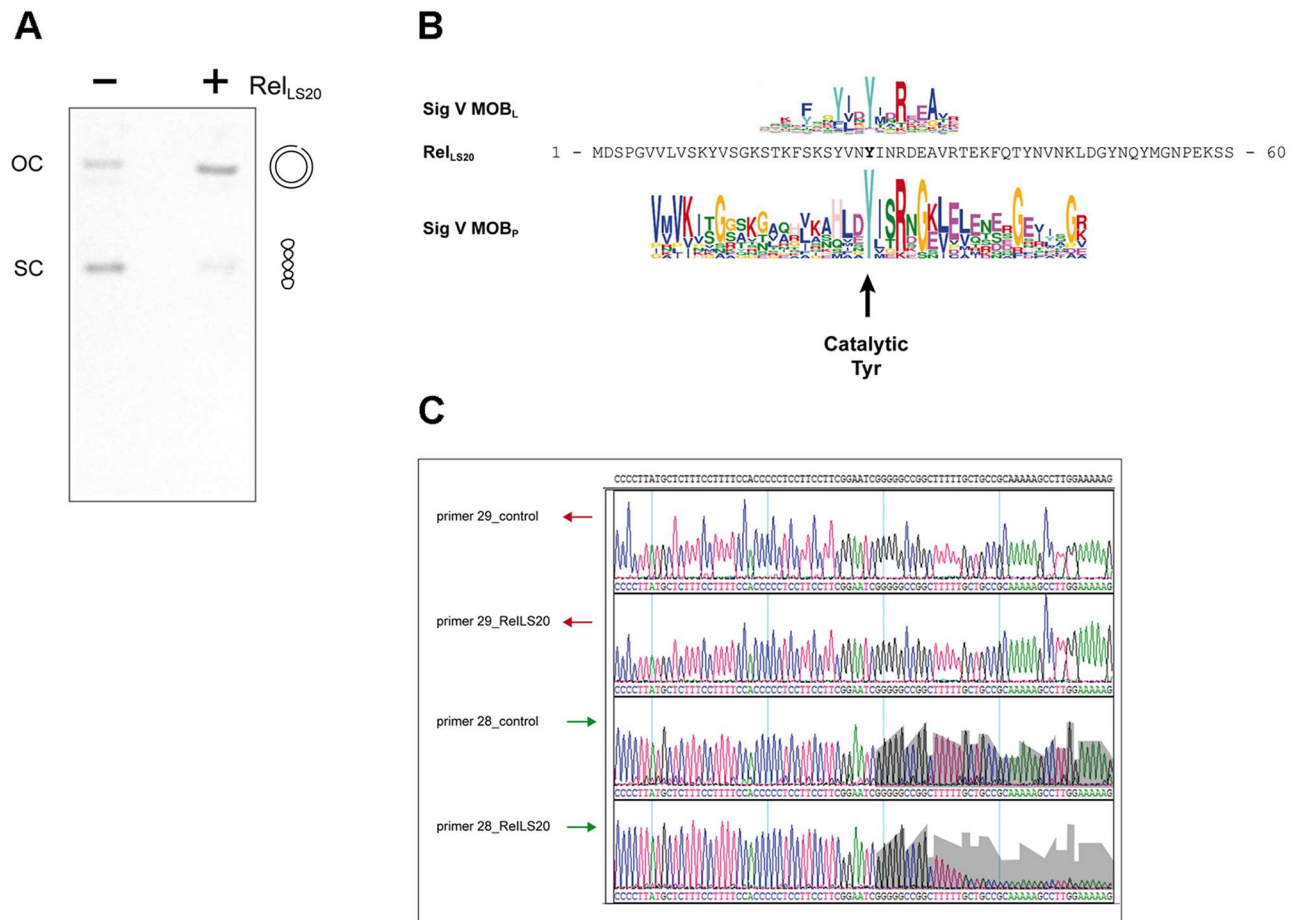 A
− + RelLS20
OC
SC
B
Sig V MOBL
RelLS20 1 - MDSPGVVLVSKYVSGKSTKFSKSYVNYINRDEAVRTEKFQTYNVNKLDGYNQYMGNPEKSS - 60
Sig V MOBP
Catalytic
Tyr
C
CCCCTTATGCTCTTTCCTTTTCCACCCCCTCCTTCCTTCGGAATCGGGGGCCGGCTTTTTGCTGCCGCAAAAAGCCTTGGAAAAAG
primer 29_control
CCCCTTATGCTCTTTCCTTTTCCACCCCCTCCTTCCTTCGGAATCGGGGGCCGGCTTTTTGCTGCCGCAAAAAGCCTTGGAAAAAG
primer 29_RelLS20
CCCCTTATGCTCTTTCCTTTTCCACCCCCTCCTTCCTTCGGAATCGGGGGCCGGCTTTTTGCTGCCGCAAAAAGCCTTGGAAAAAG
primer 28_control
CCCCTTATGCTCTTTCCTTTTCCACCCCCTCCTTCCTTCGGAATCGGGGGCCGGCTTTTTGCTGCCGCAAAAAGCCTTGGAAAAAG
primer 28_RelLS20
CCCCTTATGCTCTTTCCTTTTCCACCCCCTCCTTCCTTCGGAATCGGGGGCCGGCTTTTTGCTGCCGCAAAAAGCCTTGGAAAAAG